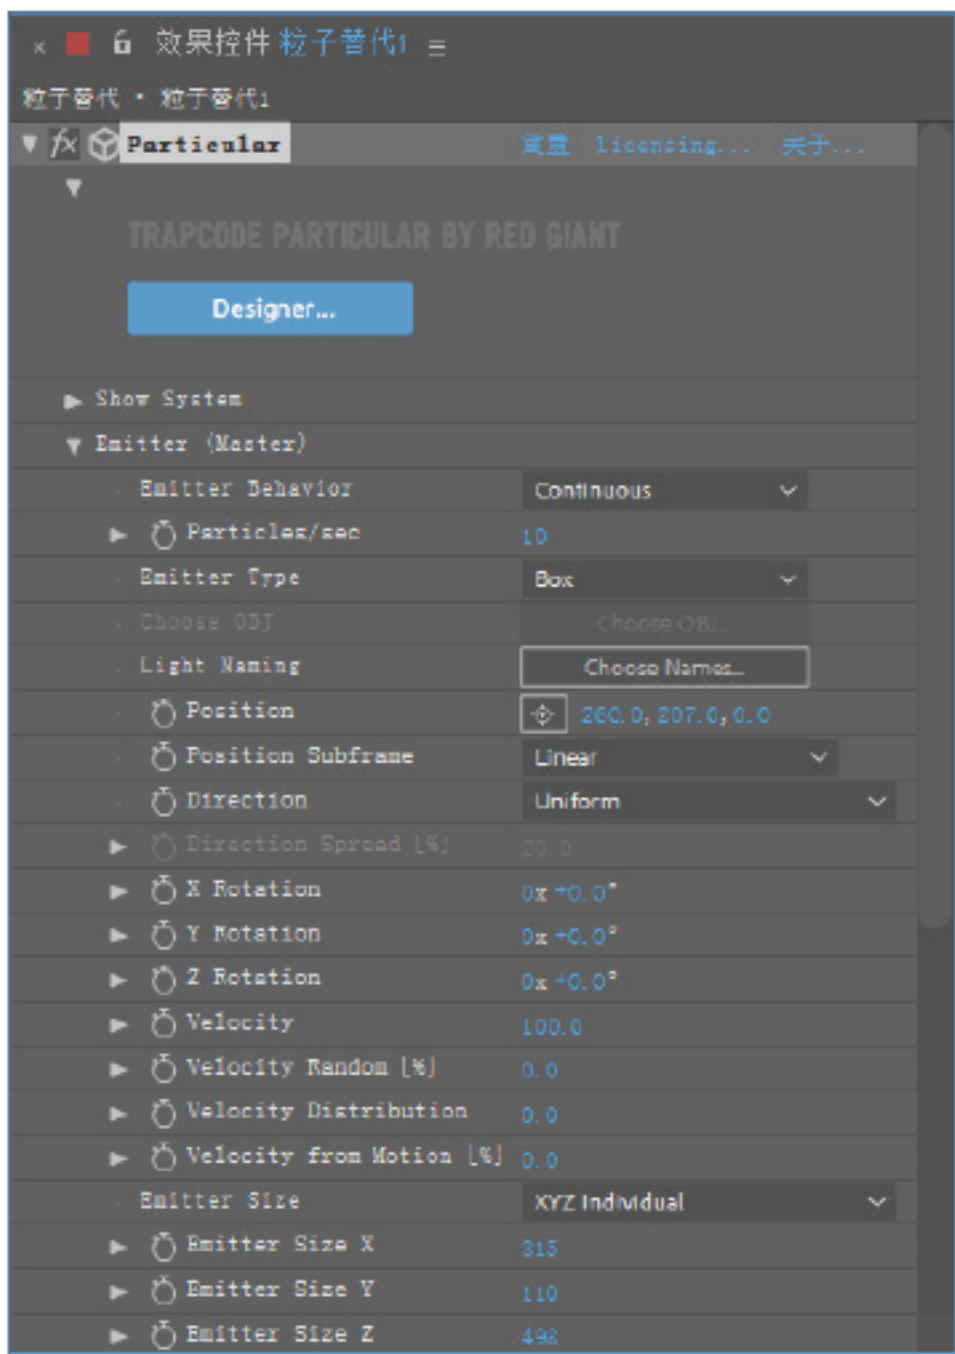 效果控件 粒子替代1
粒子替代 • 粒子替代1
fx Particular 重置 Licensing... 关于...
TRAPCODE PARTICULAR BY RED GIANT
Designer...
Show System
Emitter (Master)
Emitter Behavior Continuous
Particles/sec 10
Emitter Type Box
Choose OBJ Choose OBJ...
Light Naming Choose Names...
Position 260.0, 207.0, 0.0
Position Subframe Linear
Direction Uniform
Direction Spread [%] 20.0
X Rotation 0x +0.0°
Y Rotation 0x +0.0°
Z Rotation 0x +0.0°
Velocity 100.0
Velocity Random [%] 0.0
Velocity Distribution 0.0
Velocity from Motion [%] 0.0
Emitter Size XYZ Individual
Emitter Size X 315
Emitter Size Y 110
Emitter Size Z 498